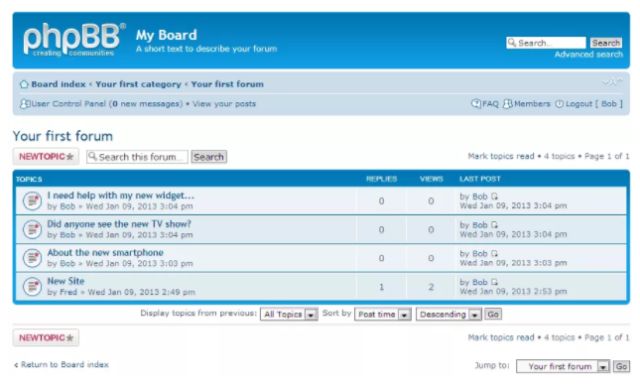 phpBB®
creating communities
My Board
A short text to describe your forum
Search... Search
Advanced search
Board index ‹ Your first category ‹ Your first forum
User Control Panel (0 new messages) • View your posts
FAQ Members Logout [ Bob ]
Your first forum
NEWTOPIC Search this forum... Search
Mark topics read • 4 topics • Page 1 of 1
TOPICS REPLIES VIEWS LAST POST
I need help with my new widget... 0 0 by Bob
by Bob » Wed Jan 09, 2013 3:04 pm Wed Jan 09, 2013 3:04 pm
Did anyone see the new TV show? 0 0 by Bob
by Bob » Wed Jan 09, 2013 3:04 pm Wed Jan 09, 2013 3:04 pm
About the new smartphone 0 0 by Bob
by Bob » Wed Jan 09, 2013 3:03 pm Wed Jan 09, 2013 3:03 pm
New Site 1 2 by Bob
by Fred » Wed Jan 09, 2013 2:49 pm Wed Jan 09, 2013 2:53 pm
Display topics from previous: All Topics Sort by Post time Descending Go
NEWTOPIC
Mark topics read • 4 topics • Page 1 of 1
‹ Return to Board index
Jump to: Your first forum Go